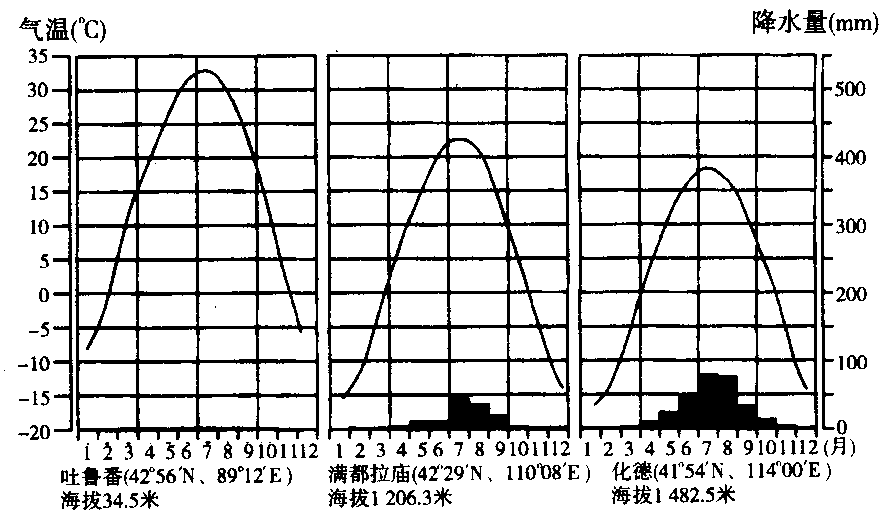 气温(°C)
降水量(mm)
35
30
25
20
15
10
5
0
-5
-10
-15
-20
500
400
300
200
100
0
1 2 3 4 5 6 7 8 9 10 11 12
1 2 3 4 5 6 7 8 9 10 11 12
1 2 3 4 5 6 7 8 9 10 11 12 (月)
吐鲁番(42°56′N、89°12′E)
海拔34.5米
满都拉庙(42°29′N、110°08′E)
海拔1 206.3米
化德(41°54′N、114°00′E)
海拔1 482.5米